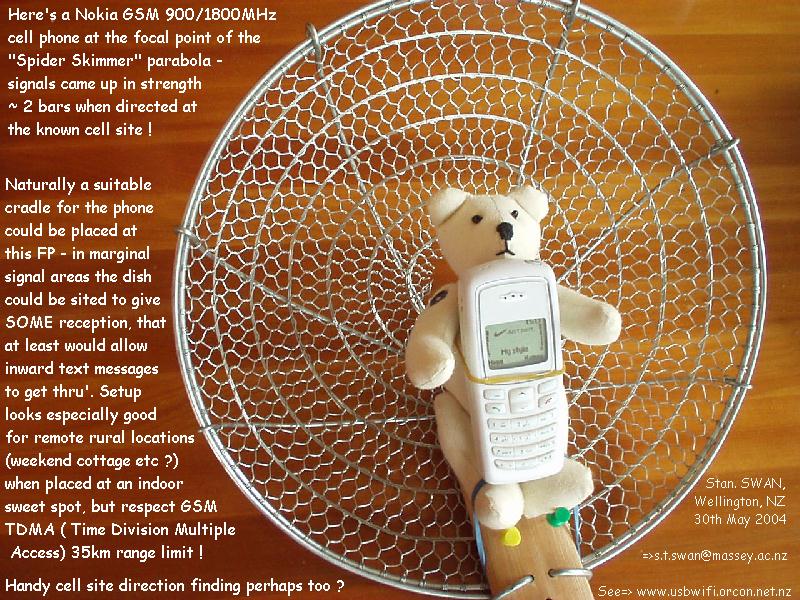 Here's a Nokia GSM 900/1800MHz
cell phone at the focal point of the
"Spider Skimmer" parabola -
signals came up in strength
~ 2 bars when directed at
the known cell site !
Naturally a suitable
cradle for the phone
could be placed at
this FP - in marginal
signal areas the dish
could be sited to give
SOME reception, that
at least would allow
inward text messages
to get thru'. Setup
looks especially good
for remote rural locations
(weekend cottage etc ?)
when placed at an indoor
sweet spot, but respect GSM
TDMA ( Time Division Multiple
Access) 35km range limit !
Handy cell site direction finding perhaps too ?
My style
Stan. SWAN,
Wellington, NZ
30th May 2004
=>s.t.swan@massey.ac.nz
See=> www.usbwifi.orcon.net.nz